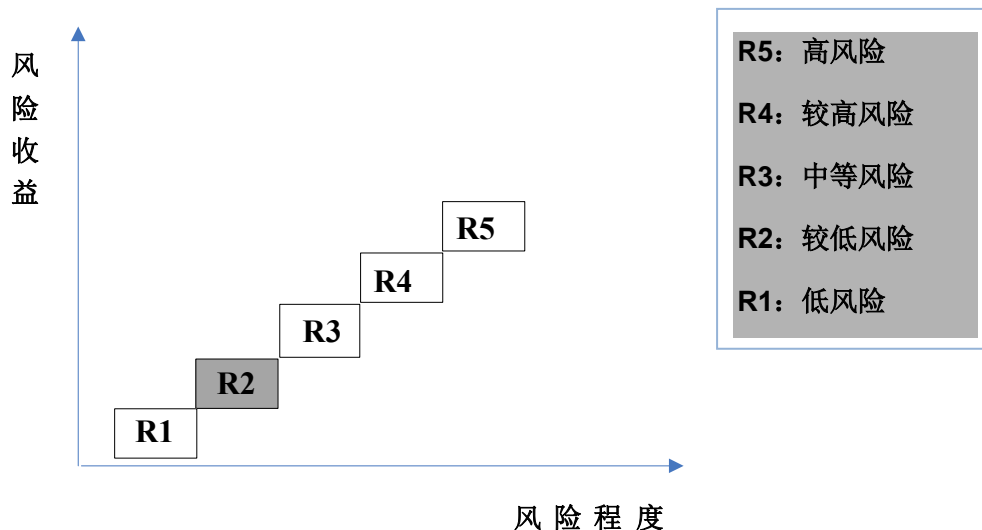 风
险
收
益
R5
R4
R3
R2
R1
风 险 程 度
R5：高风险
R4：较高风险
R3：中等风险
R2：较低风险
R1：低风险